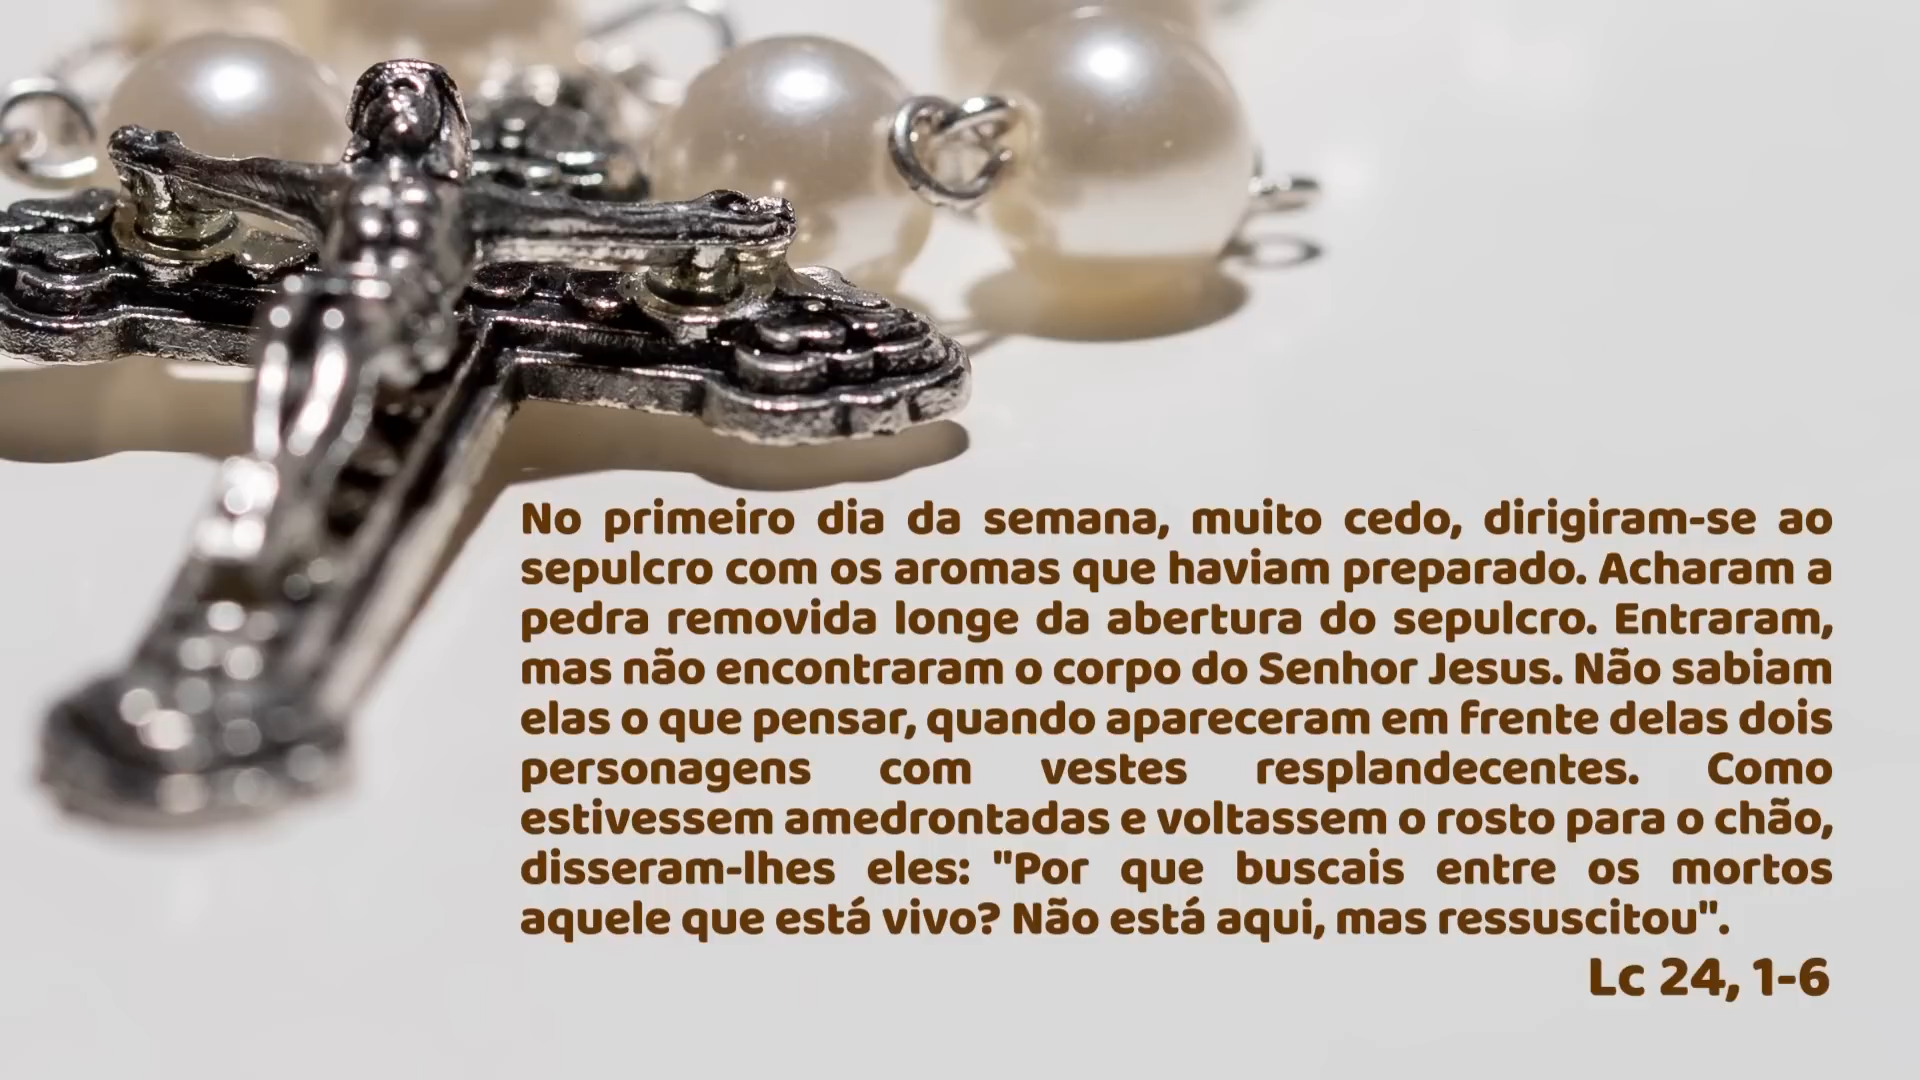 No primeiro dia da semana, muito cedo, dirigiram-se ao
sepulcro com os aromas que haviam preparado. Acharam a
pedra removida longe da abertura do sepulcro. Entraram,
mas não encontraram o corpo do Senhor Jesus. Não sabiam
elas o que pensar, quando apareceram em frente delas dois
personagens com vestes resplandecentes. Como
estivessem amedrontadas e voltassem o rosto para o chão,
disseram-lhes eles: "Por que buscais entre os mortos
aquele que está vivo? Não está aqui, mas ressuscitou".
Lc 24, 1-6